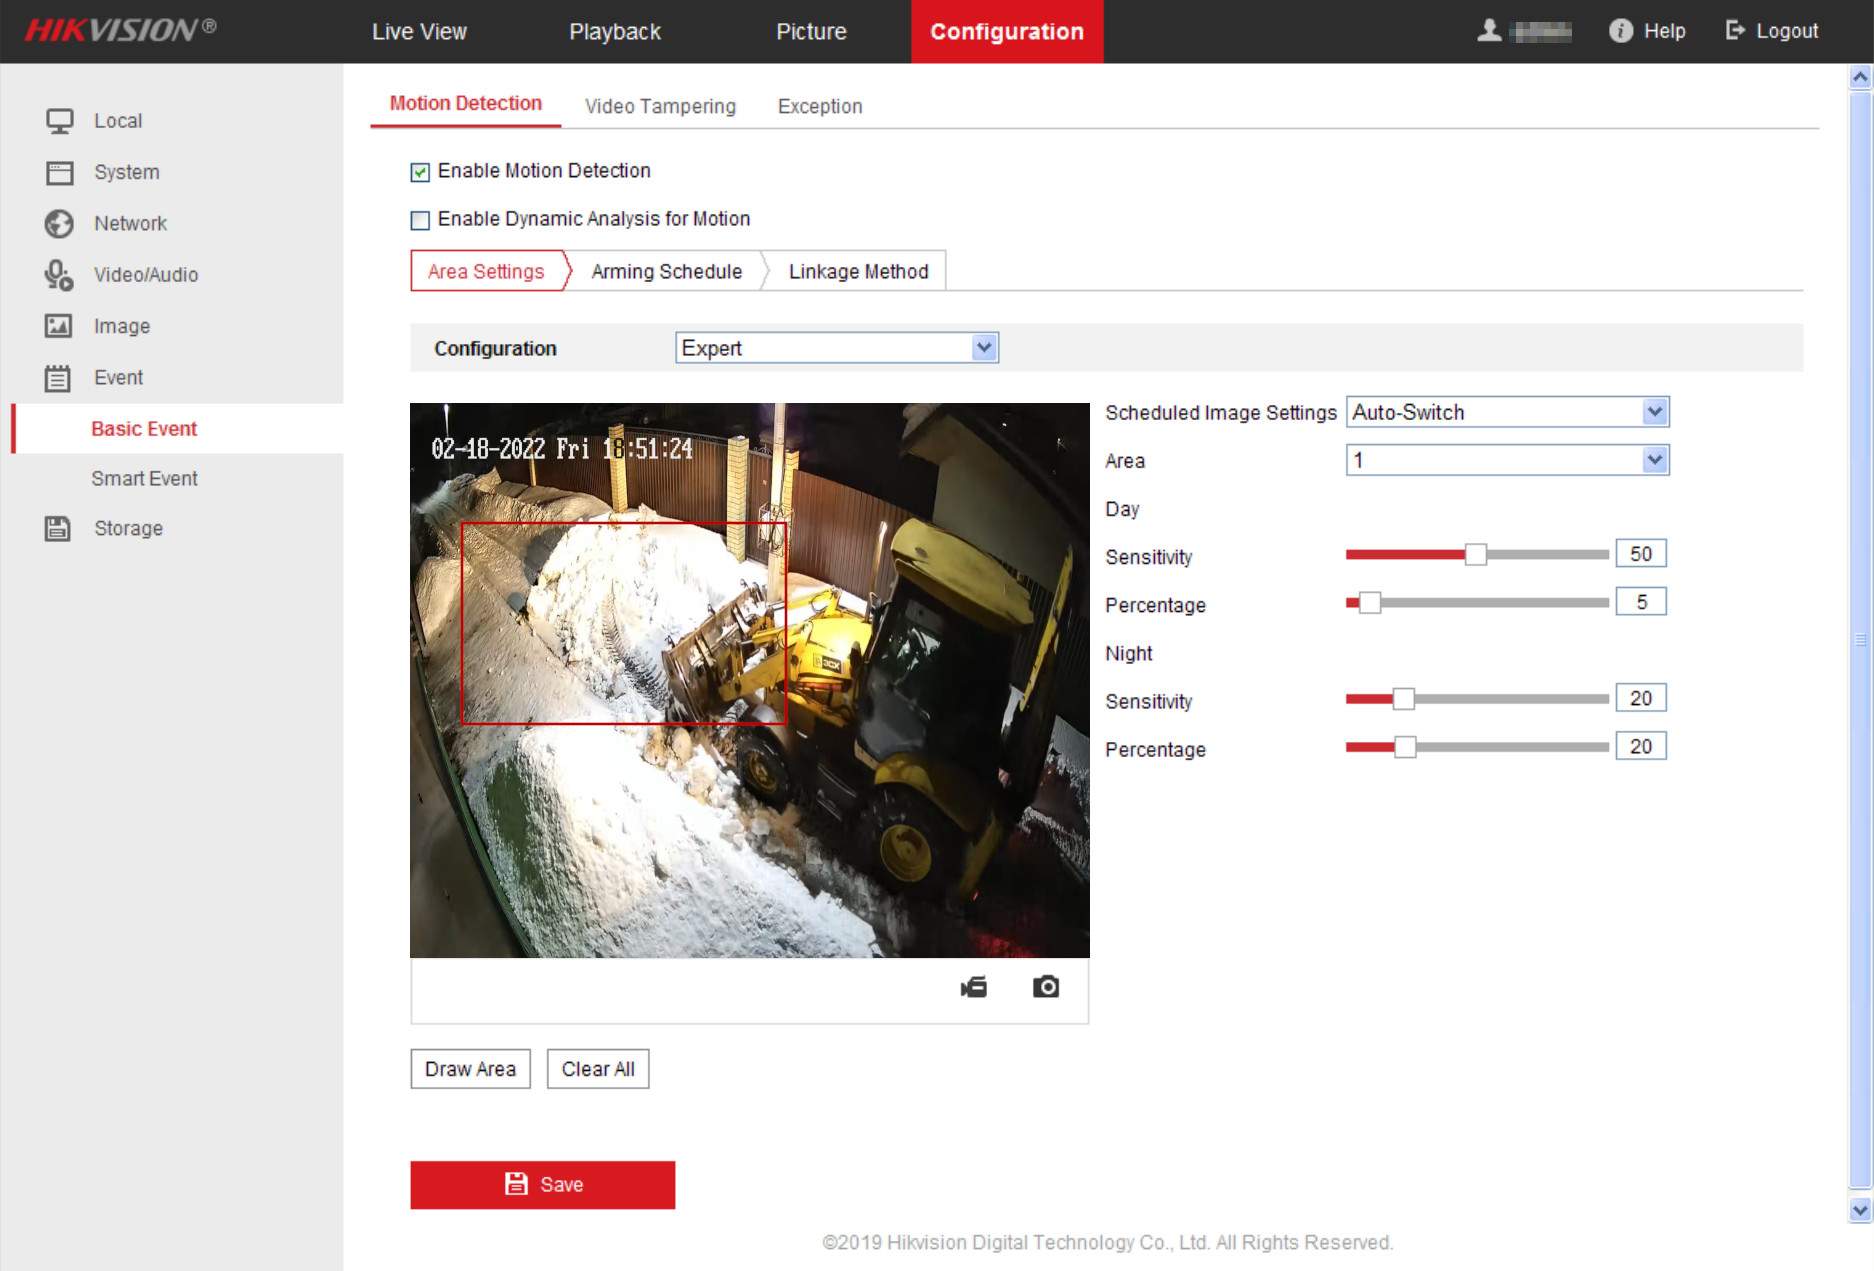 HIKVISION®
Live View Playback Picture Configuration Help Logout
Local
System
Network
Video/Audio
Image
Event
Basic Event
Smart Event
Storage
Motion Detection Video Tampering Exception
Enable Motion Detection
Enable Dynamic Analysis for Motion
Area Settings Arming Schedule Linkage Method
Configuration Expert
02-18-2022 Fri 18:51:24
3CX
Scheduled Image Settings Auto-Switch
Area 1
Day
Sensitivity 50
Percentage 5
Night
Sensitivity 20
Percentage 20
Draw Area Clear All
Save
©2019 Hikvision Digital Technology Co., Ltd. All Rights Reserved.